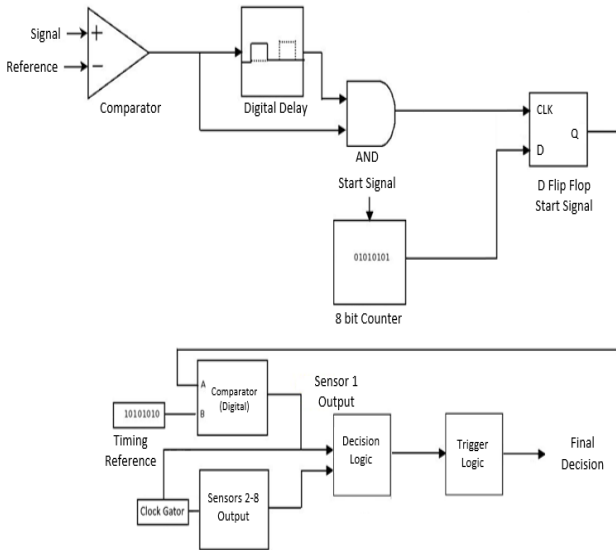 Signal
+
Reference
−
Comparator
Digital Delay
AND
CLK
Q
D
D Flip Flop
Start Signal
Start Signal
01010101
8 bit Counter
A
Comparator
(Digital)
B
10101010
Timing
Reference
Sensor 1
Output
Decision
Logic
Trigger
Logic
Final
Decision
Clock Gator
Sensors 2-8
Output